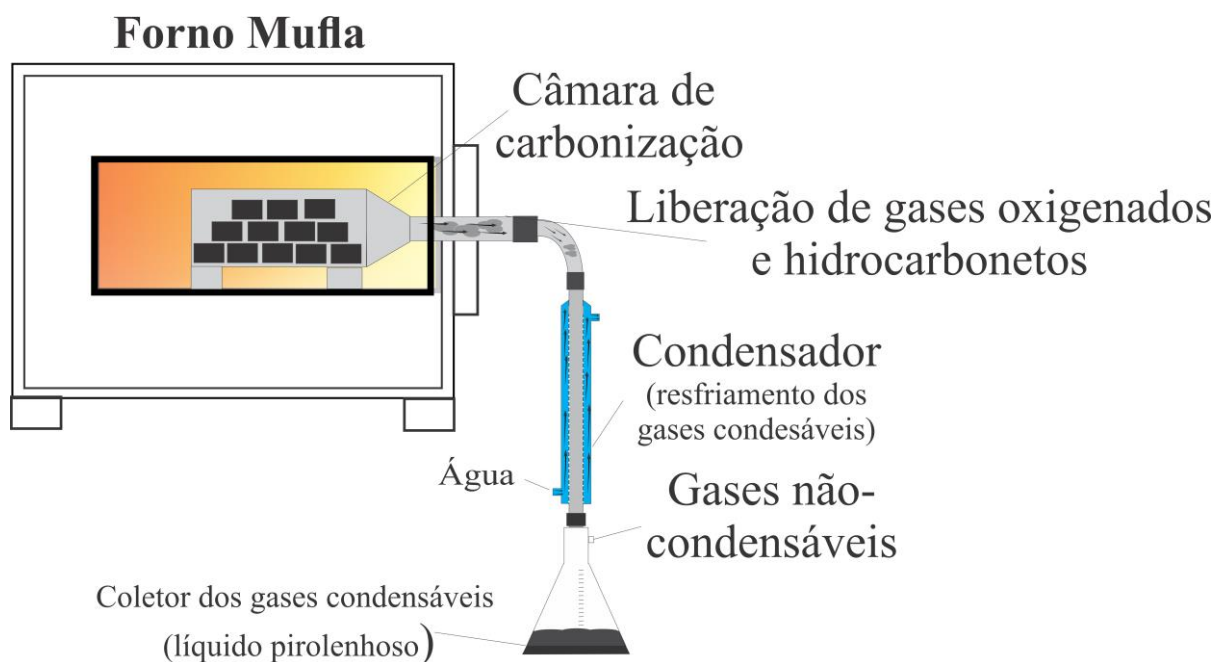 Forno Mufla
Câmara de
carbonização
Liberação de gases oxigenados
e hidrocarbonetos
Condensador
(resfriamento dos
gases condesáveis)
Água
Gases não-
condensáveis
Coletor dos gases condensáveis
(líquido pirolenhoso)